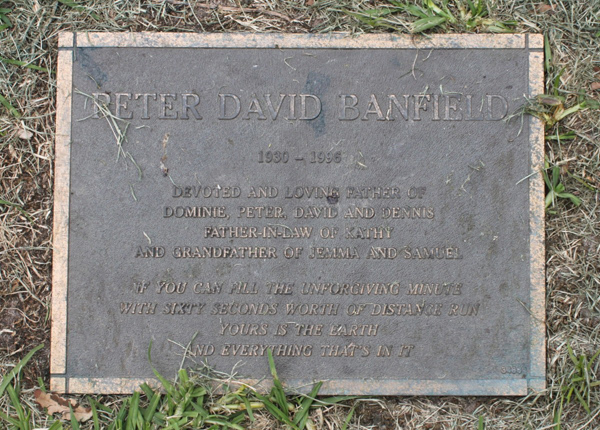 PETER DAVID BANFIELD
1930 - 1996
DEVOTED AND LOVING FATHER OF
DOMINIE, PETER, DAVID AND DENNIS
FATHER-IN-LAW OF KATHY
AND GRANDFATHER OF JEMMA AND SAMUEL
IF YOU CAN FILL THE UNFORGIVING MINUTE
WITH SIXTY SECONDS WORTH OF DISTANCE RUN
YOURS IS THE EARTH
AND EVERYTHING THAT'S IN IT